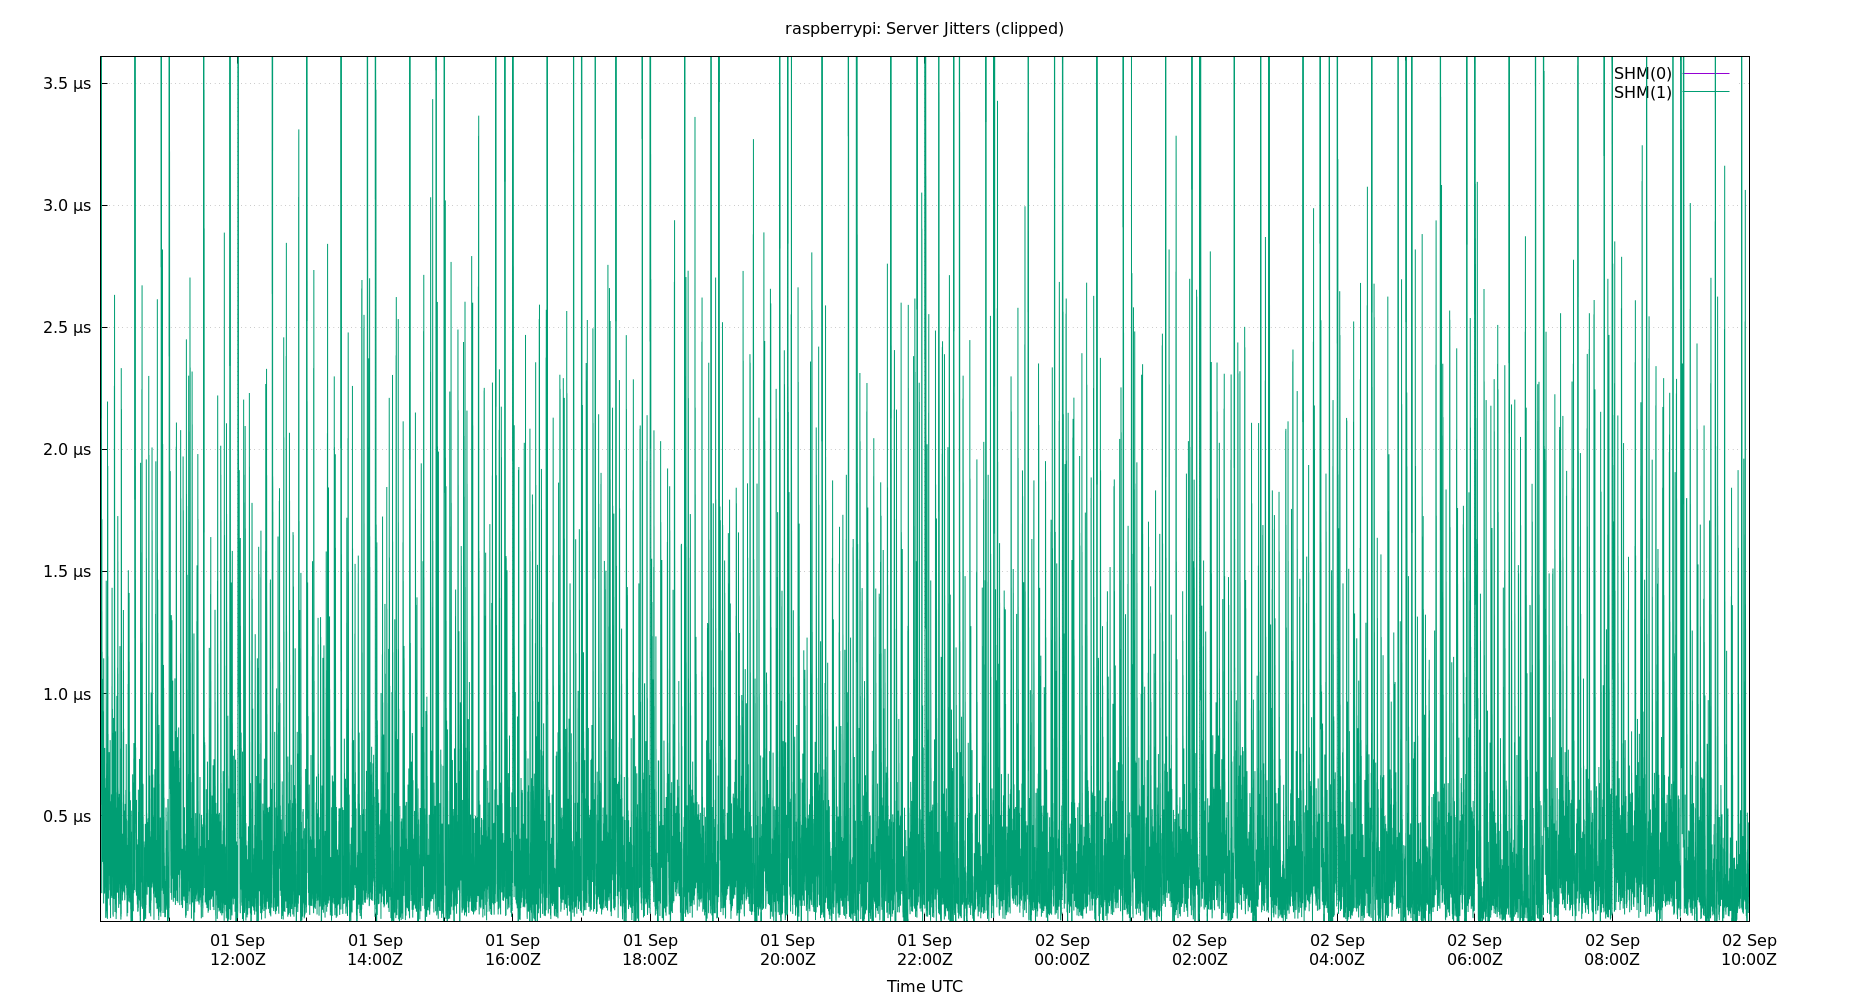 raspberrypi: Server Jitters (clipped)
SHM(0)
SHM(1)
3.5 µs
3.0 µs
2.5 µs
2.0 µs
1.5 µs
1.0 µs
0.5 µs
01 Sep 01 Sep 01 Sep 01 Sep 01 Sep 01 Sep 02 Sep 02 Sep 02 Sep 02 Sep 02 Sep 02 Sep
12:00Z 14:00Z 16:00Z 18:00Z 20:00Z 22:00Z 00:00Z 02:00Z 04:00Z 06:00Z 08:00Z 10:00Z
Time UTC